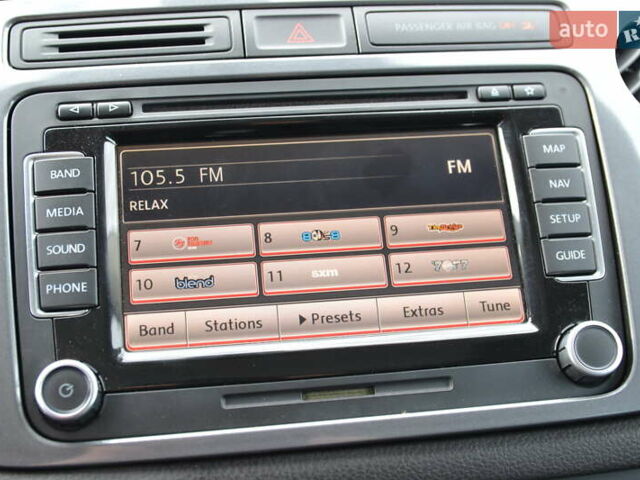 PASSENGER AIR BAG OFF
auto
BAND
MEDIA
SOUND
PHONE
105.5 FM
FM
RELAX
7
8
9
10 blend
11 sxm
12
Band
Stations
Presets
Extras
Tune
MAP
NAV
SETUP
GUIDE